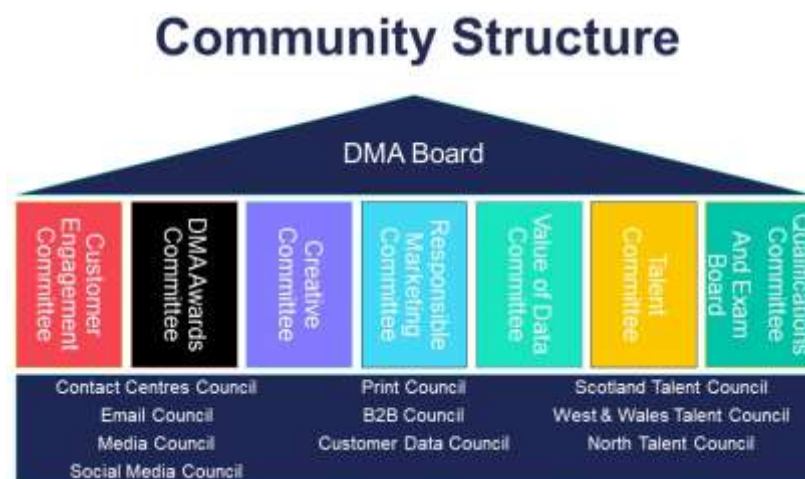 Community Structure
DMA Board
Customer
Engagement
Committee
DMA Awards
Committee
Creative
Committee
Responsible
Marketing
Committee
Value of Data
Committee
Talent
Committee
Qualifications
Committee
And Exam
Board
Contact Centres Council
Print Council
Scotland Talent Council
Email Council
B2B Council
West & Wales Talent Council
Media Council
Customer Data Council
North Talent Council
Social Media Council